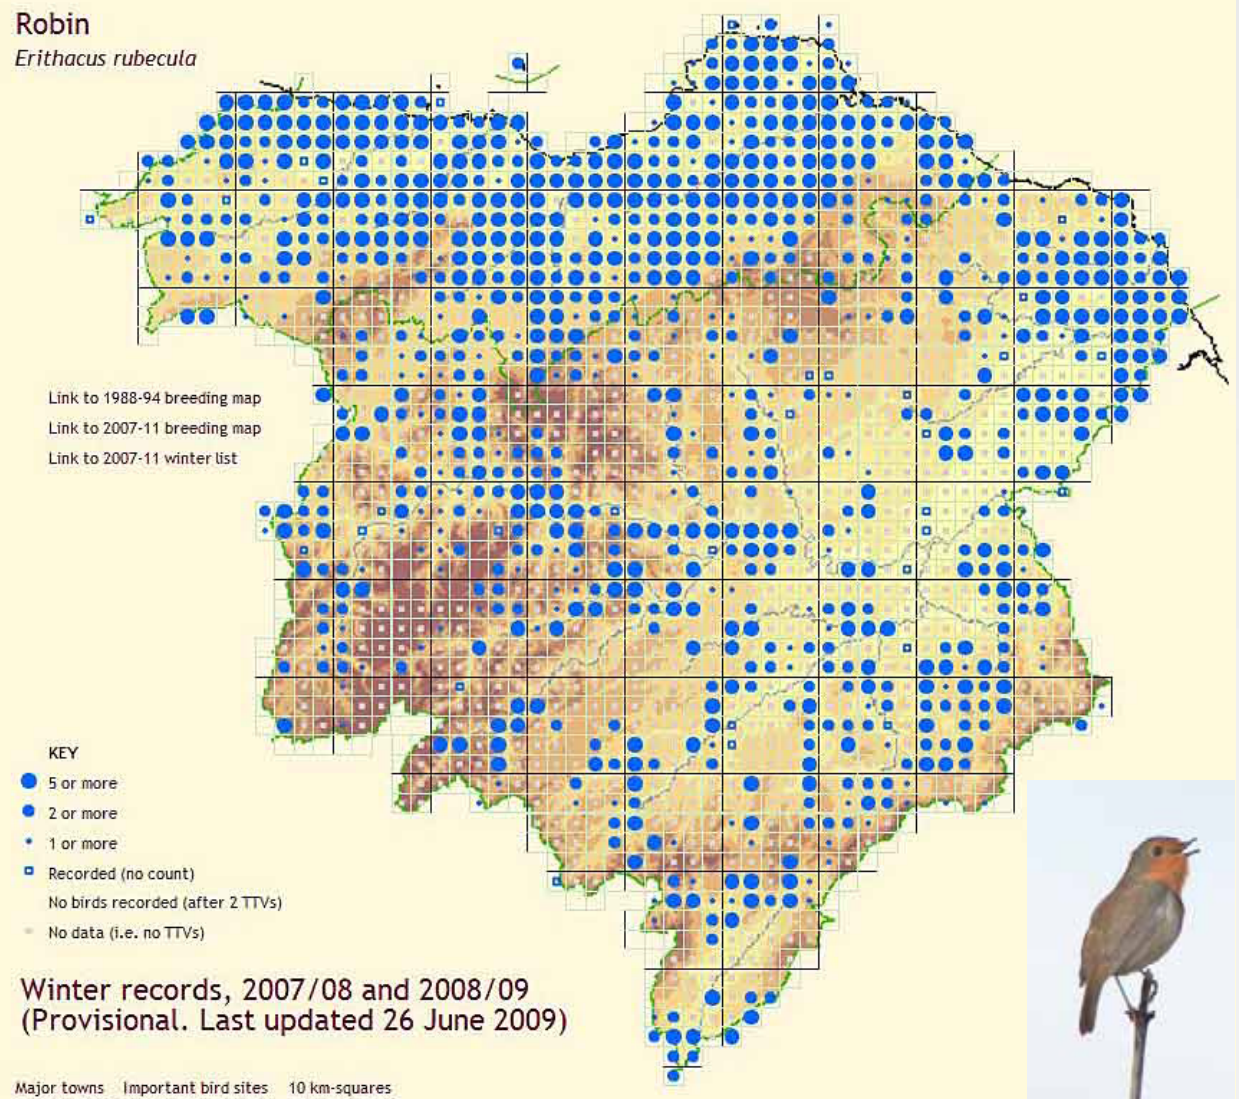 Robin
Erithacus rubecula
Link to 1988-94 breeding map
Link to 2007-11 breeding map
Link to 2007-11 winter list
KEY
5 or more
2 or more
1 or more
Recorded (no count)
No birds recorded (after 2 TTVs)
No data (i.e. no TTVs)
Winter records, 2007/08 and 2008/09
(Provisional. Last updated 26 June 2009)
Major towns Important bird sites 10 km-squares